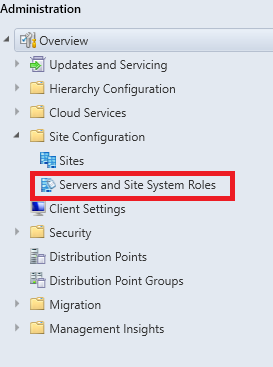 Administration
Overview
Updates and Servicing
Hierarchy Configuration
Cloud Services
Site Configuration
Sites
Servers and Site System Roles
Client Settings
Security
Distribution Points
Distribution Point Groups
Migration
Management Insights